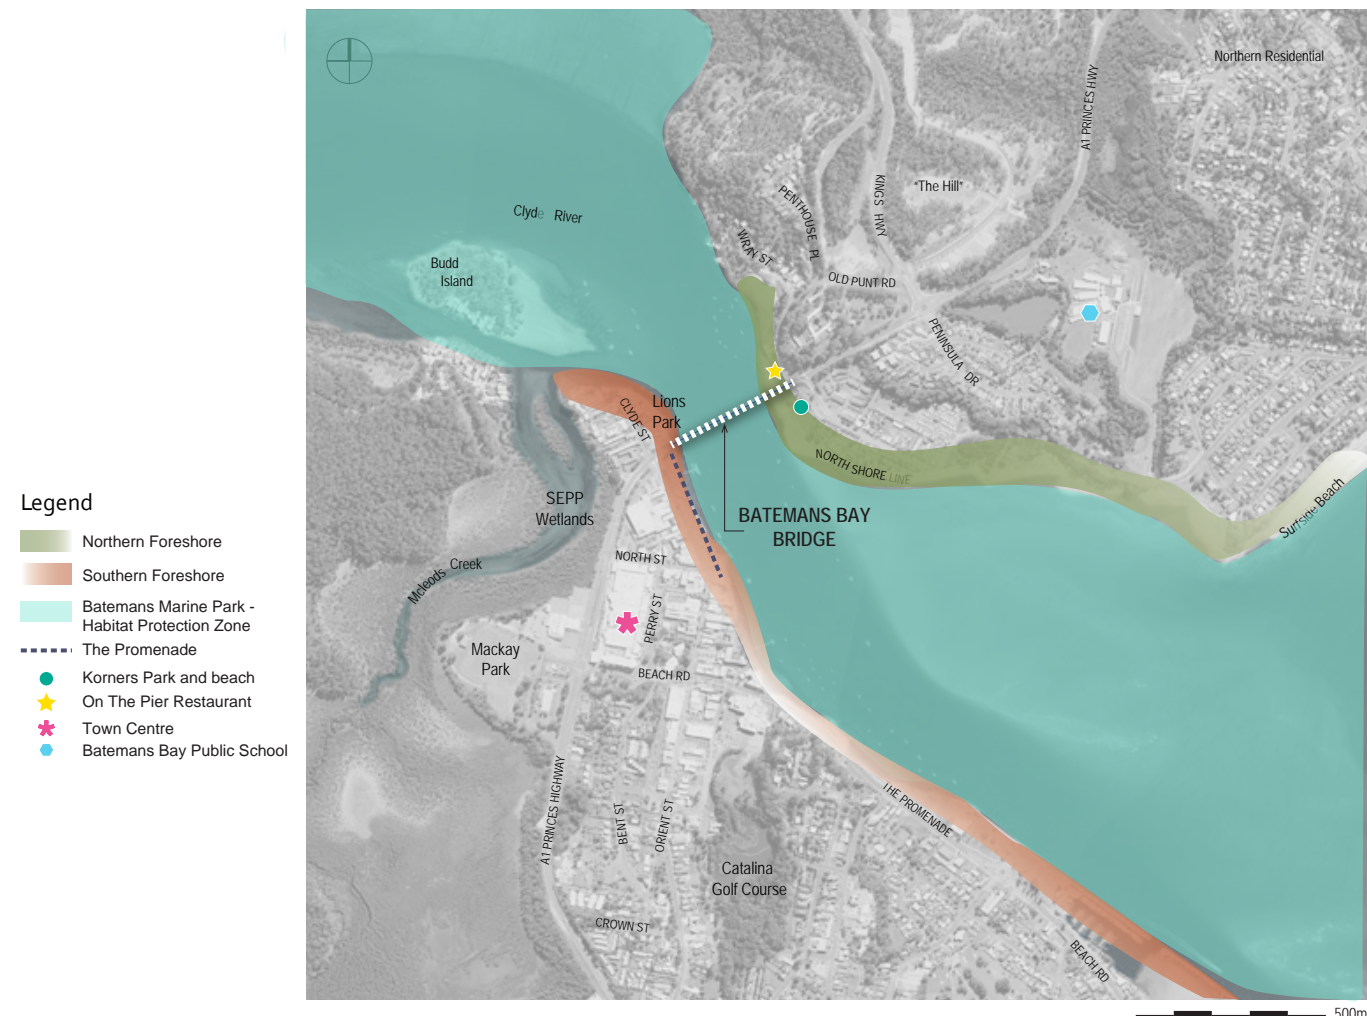 Northern Residential
A1 PRINCES HWY
"The Hill"
KINGS HWY
PENTHOUSE PL
WRAY ST
OLD PUNT RD
PENINSULA DR
Clyde River
Budd
Island
Lions
Park
CLYDE ST
NORTH SHORE LINE
Surfside Beach
BATEMANS BAY
BRIDGE
SEPP
Wetlands
Mcleods Creek
NORTH ST
PERRY ST
Mackay
Park
BEACH RD
A1 PRINCES HIGHWAY
BENT ST
ORIENT ST
THE PROMENADE
Catalina
Golf Course
CROWN ST
BEACH RD
500m
Legend
Northern Foreshore
Southern Foreshore
Batemans Marine Park -
Habitat Protection Zone
The Promenade
Korners Park and beach
On The Pier Restaurant
Town Centre
Batemans Bay Public School